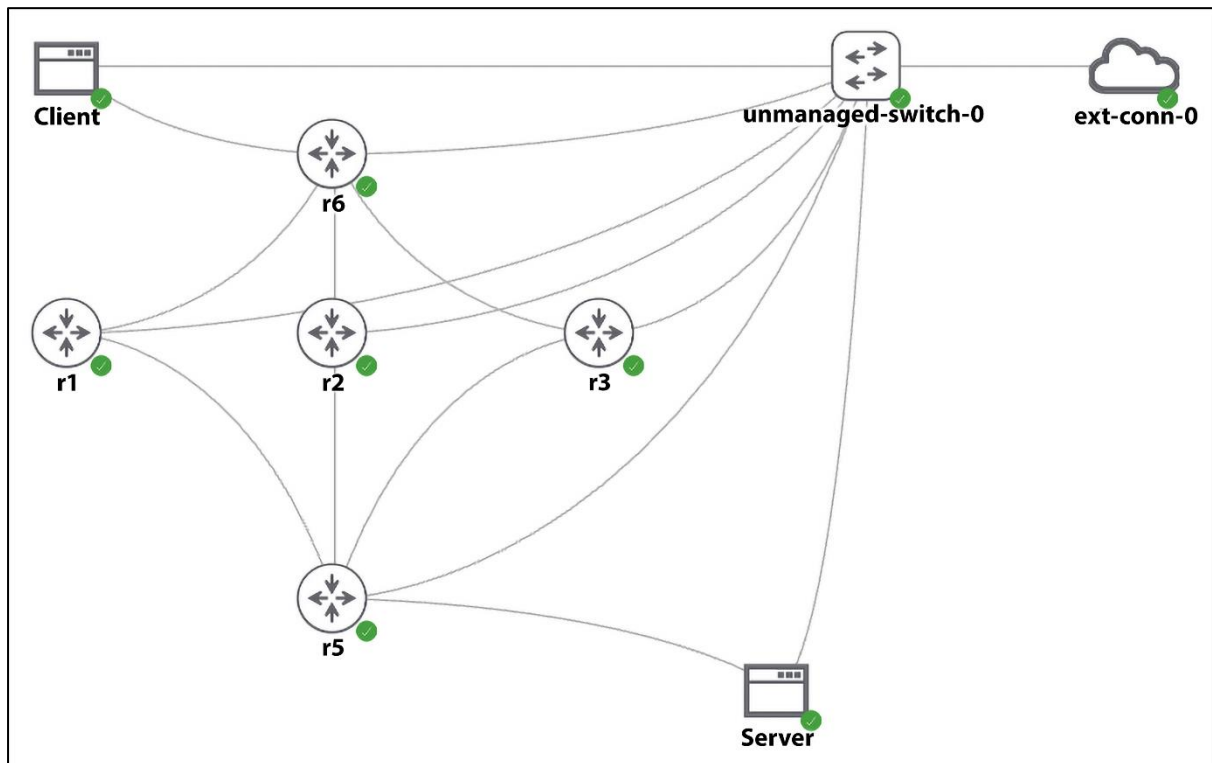 Client
unmanaged-switch-0
ext-conn-0
r6
r1
r2
r3
r5
Server